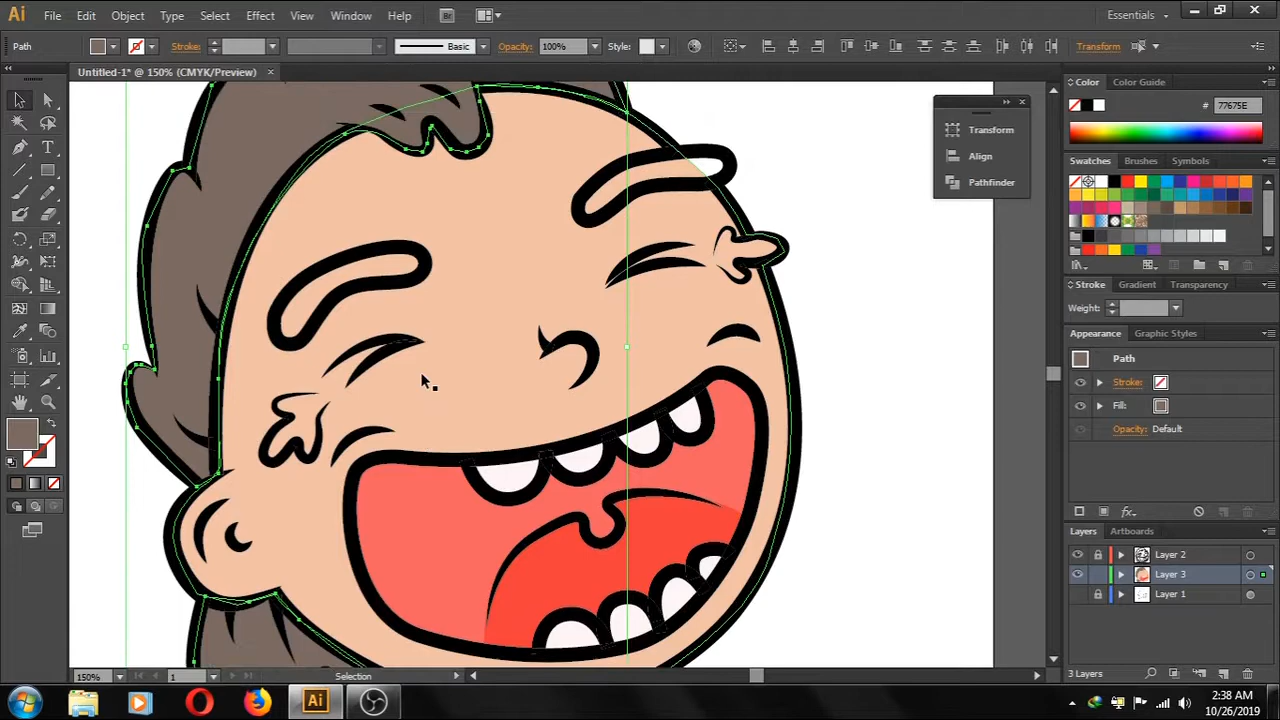 Ai File Edit Object Type Select Effect View Window Help Br Essentials
Path Stroke: Basic Opacity: 100% Style: Transform
Untitled-1* @ 150% (CMYK/Preview) ×
Color Color Guide
# 77675E
Transform
Align
Pathfinder
Brushes Symbols
Swatches
Stroke Gradient Transparency
Weight:
Appearance Graphic Styles
Path
Stroke:
Fill:
Opacity: Default
Layers Artboards
Layer 2
Layer 3
Layer 1
3 Layers
150% 1 Selection
Ai
2:38 AM
10/26/2019